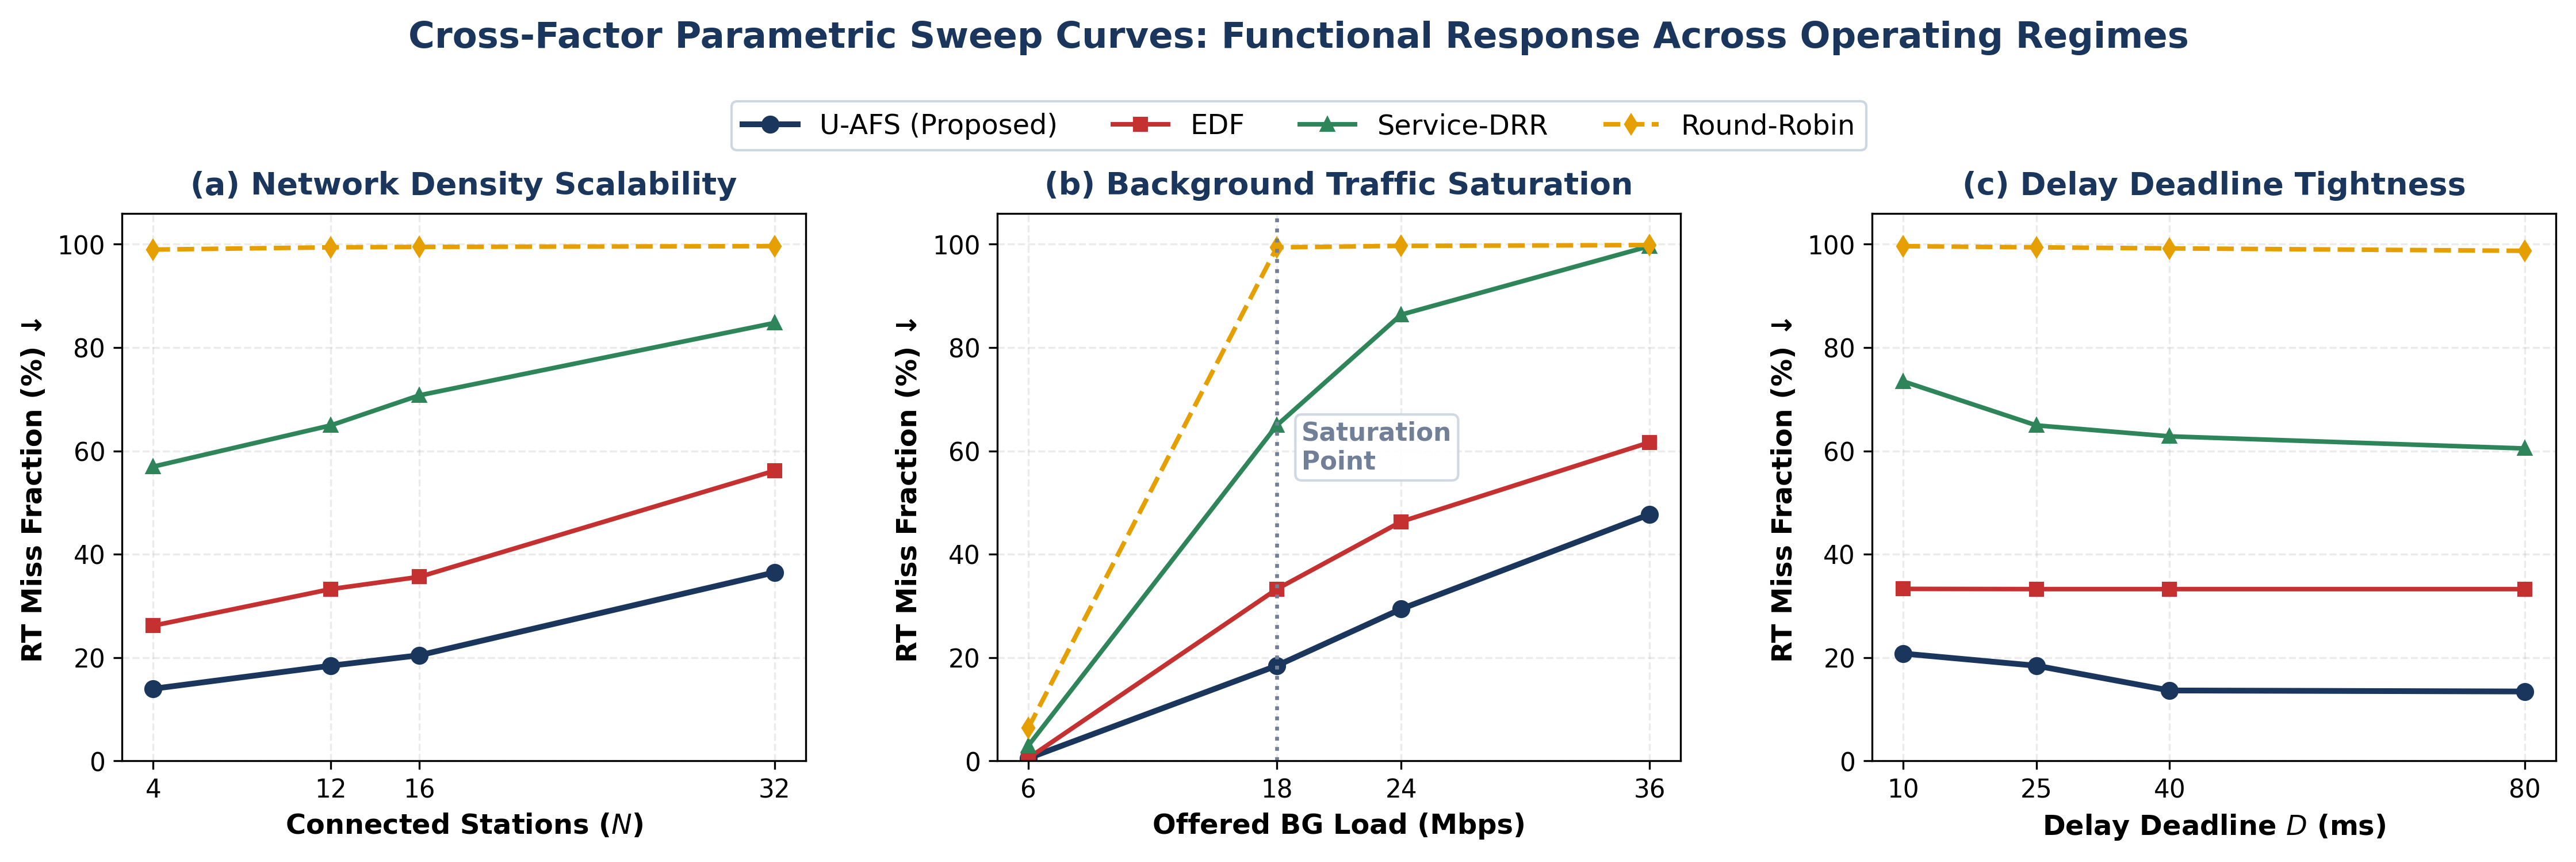 Cross-Factor Parametric Sweep Curves: Functional Response Across Operating Regimes
U-AFS (Proposed) EDF Service-DRR Round-Robin
(a) Network Density Scalability
RT Miss Fraction (%) ↓
100
80
60
40
20
0
4 12 16 32
Connected Stations (N)
(b) Background Traffic Saturation
RT Miss Fraction (%) ↓
100
80
60
40
20
0
Saturation
Point
6 18 24 36
Offered BG Load (Mbps)
(c) Delay Deadline Tightness
RT Miss Fraction (%) ↓
100
80
60
40
20
0
10 25 40 80
Delay Deadline D (ms)